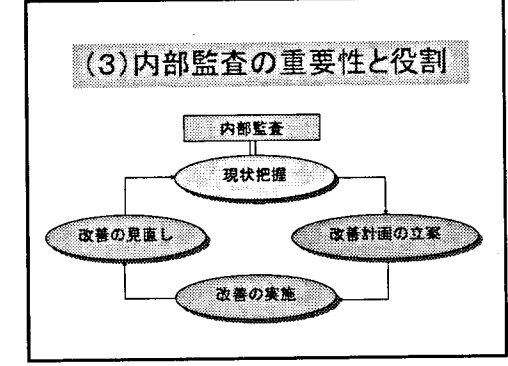 (3)内部監査の重要性と役割
内部監査
現状把握
改善の見直し
改善計画の立案
改善の実施